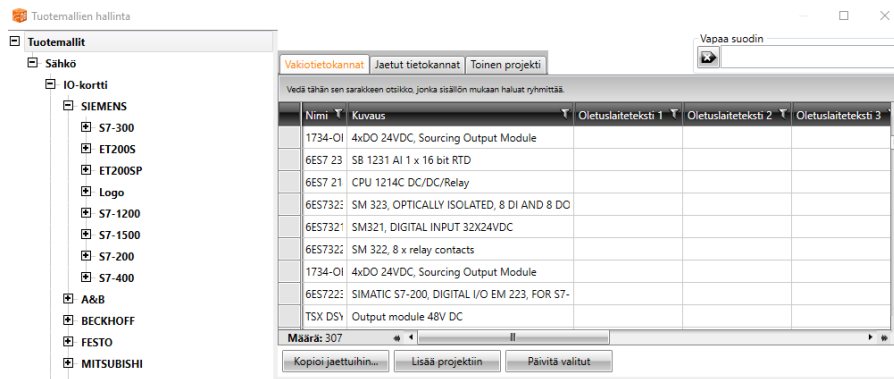 Tuotemallien hallinta
Tuotemallit
Sähkö
IO-kortti
SIEMENS
S7-300
ET200S
ET200SP
Logo
S7-1200
S7-1500
S7-200
S7-400
A&B
BECKHOFF
FESTO
MITSUBISHI
Vapaa suodin
Vakiotietokannat Jaetut tietokannat Toinen projekti
Vedä tähän sen sarakkeen otsikko, jonka sisällön mukaan haluat ryhmittää.
Nimi Kuvaus Oletuslaiteteksti 1 Oletuslaiteteksti 2 Oletuslaiteteksti 3
1734-OI 4xDO 24VDC, Sourcing Output Module
6ES7 23 SB 1231 AI 1 x 16 bit RTD
6ES7 21 CPU 1214C DC/DC/Relay
6ES7323 SM 323, OPTICALLY ISOLATED, 8 DI AND 8 DO
6ES7321 SM321, DIGITAL INPUT 32X24VDC
6ES7322 SM 322, 8 x relay contacts
1734-OI 4xDO 24VDC, Sourcing Output Module
6ES7223 SIMATIC S7-200, DIGITAL I/O EM 223, FOR S7-
TSX DSY Output module 48V DC
Määrä: 307
Kopioi jaettuihin... Lisää projektiin Päivitä valitut